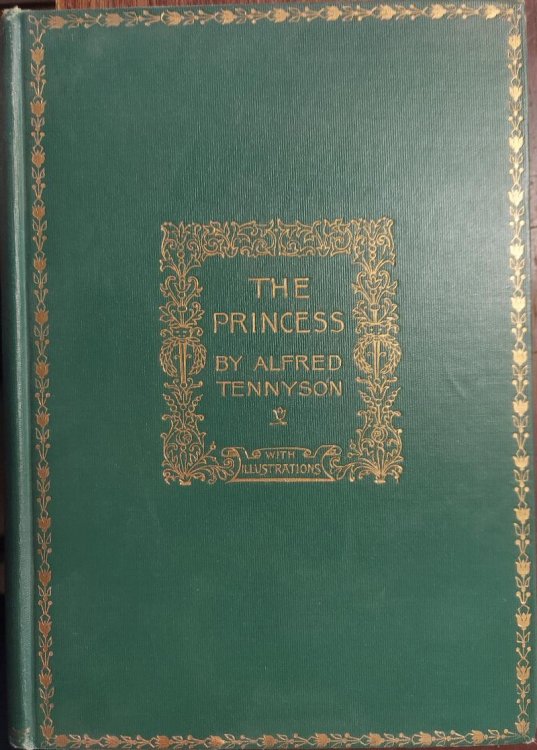 THE
PRINCESS
BY ALFRED
TENNYSON
WITH
ILLUSTRATIONS